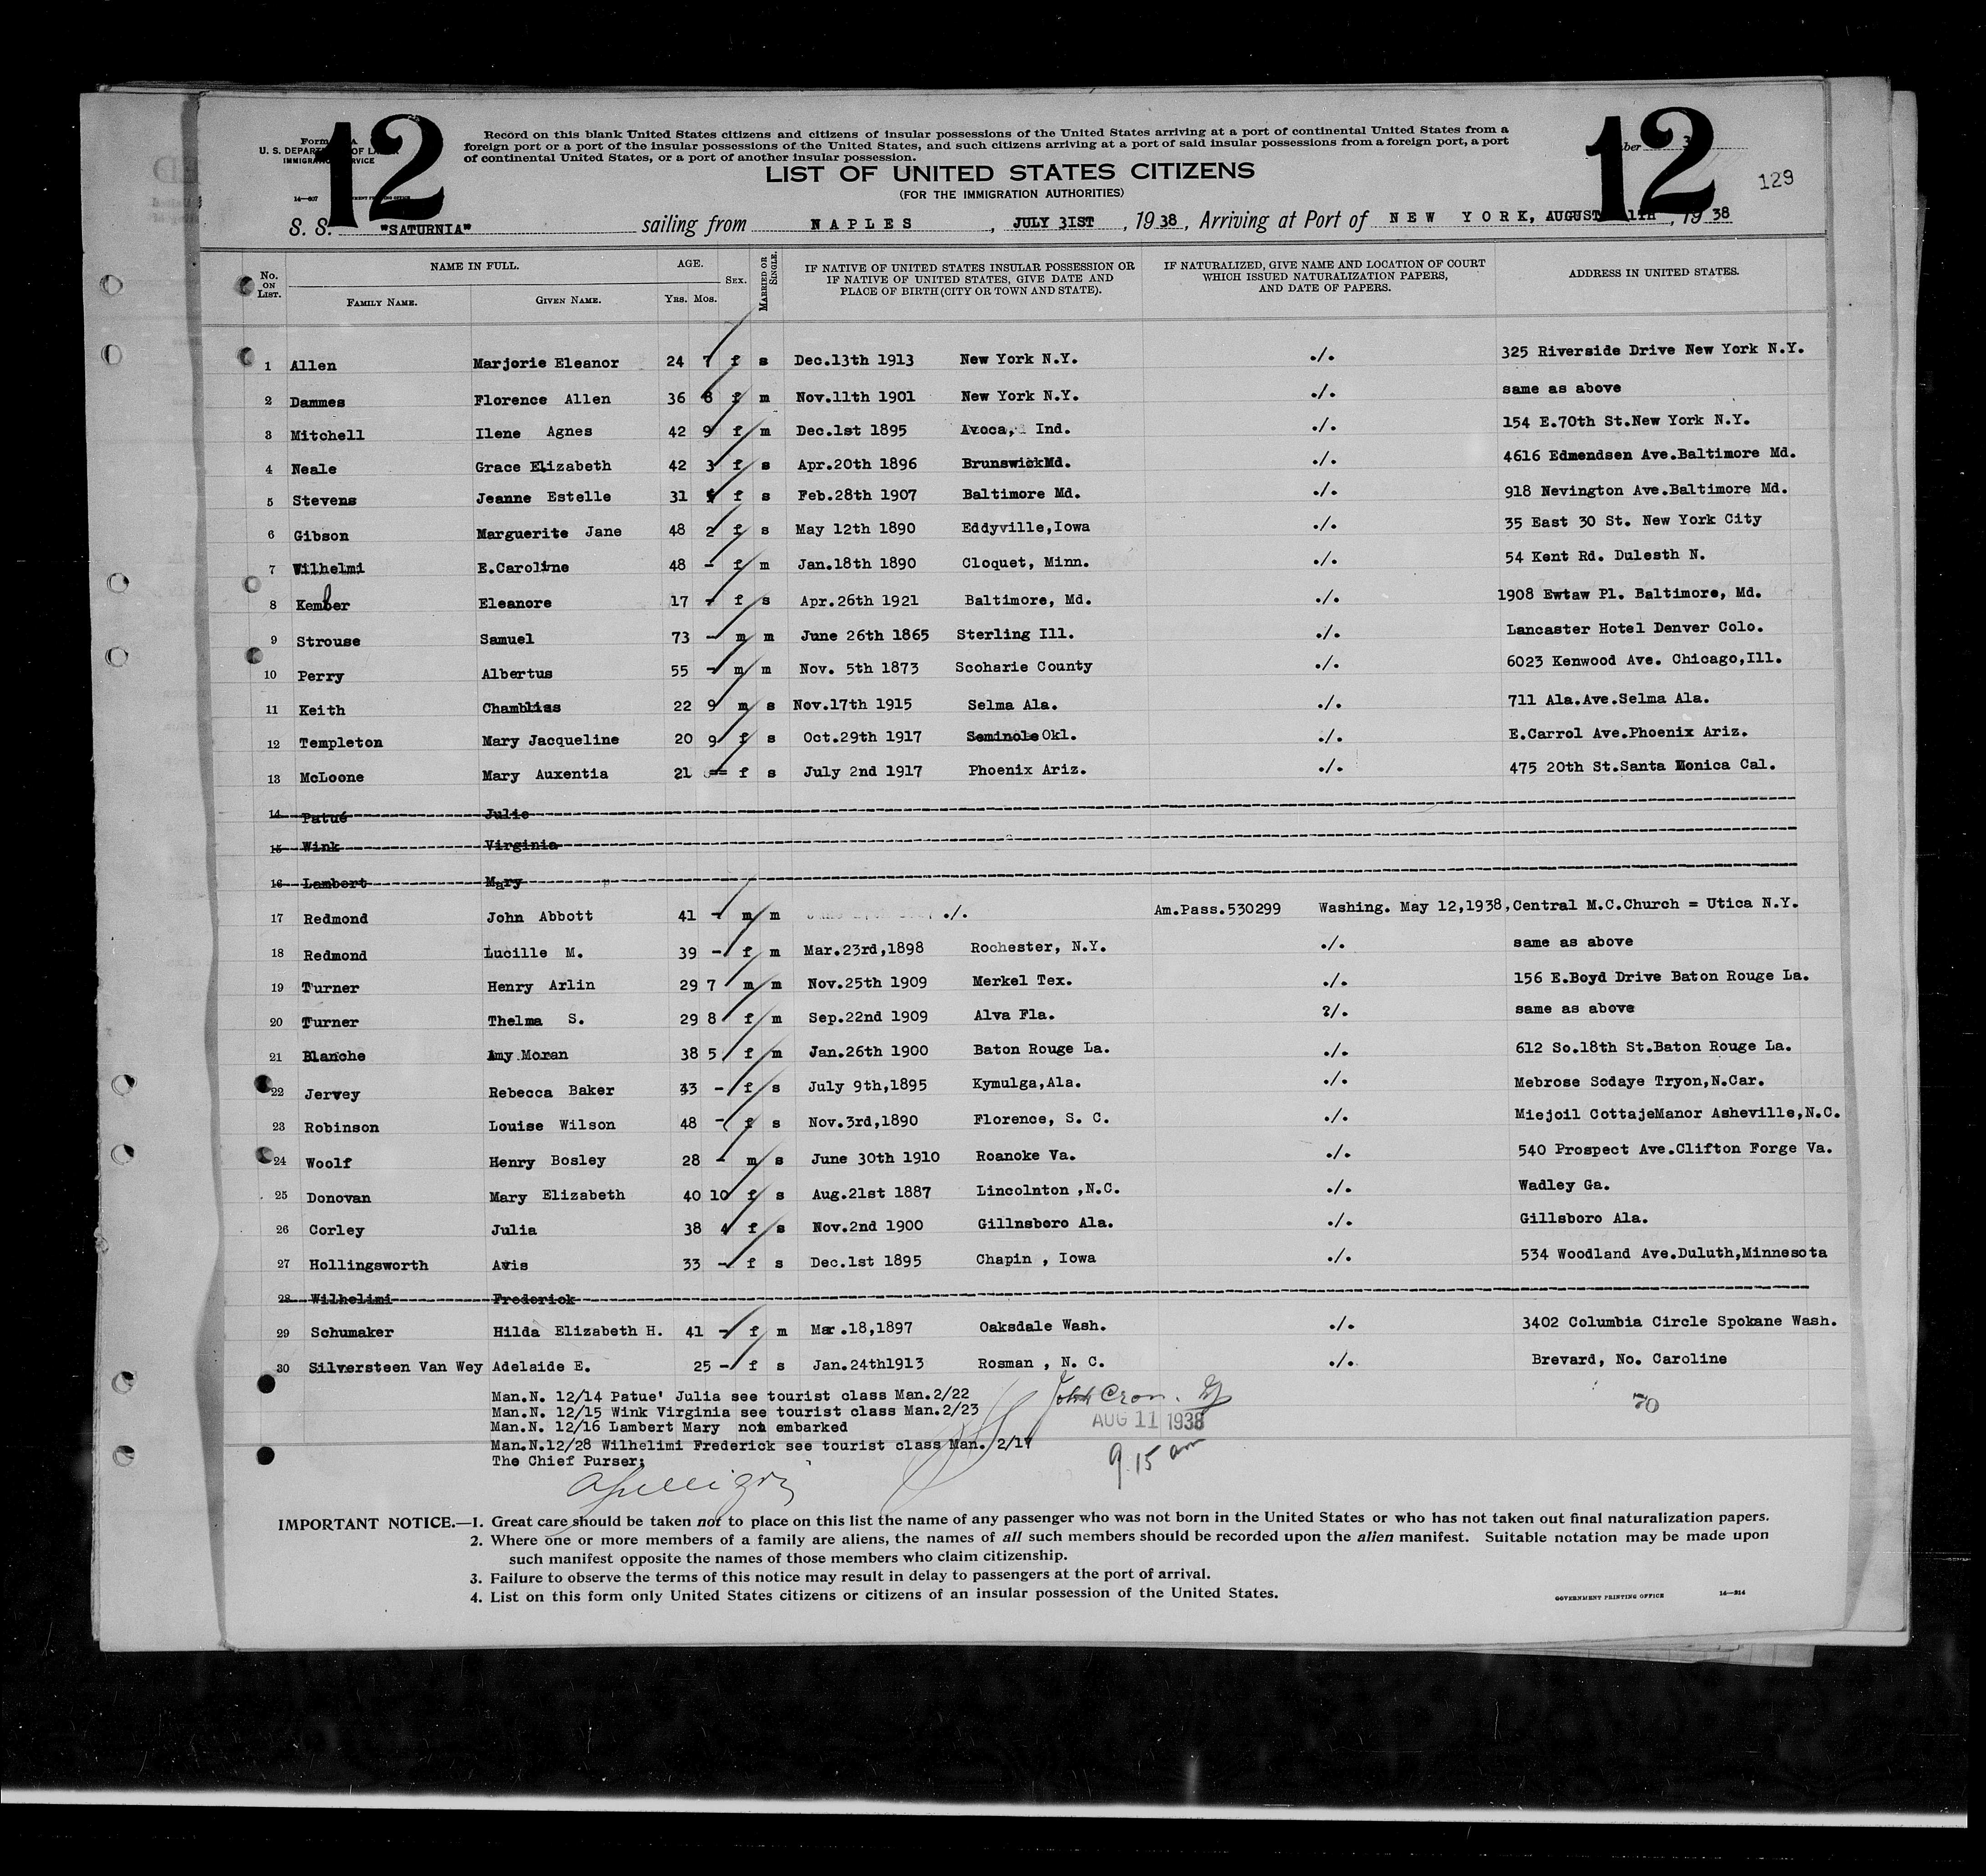 12
12
Form
U. S. DEPARTMENT OF LABOR
IMMIGRATION SERVICE
14—607
Record on this blank United States citizens and citizens of insular possessions of the United States arriving at a port of continental United States from a
foreign port or a port of the insular possessions of the United States, and such citizens arriving at a port of said insular possessions from a foreign port, a port
of continental United States, or a port of another insular possession.
129
LIST OF UNITED STATES CITIZENS
(FOR THE IMMIGRATION AUTHORITIES)
S. S. "SATURNIA" sailing from NAPLES, JULY 31ST, 1938, Arriving at Port of NEW YORK, AUGUST 11TH, 1938
No. ON LIST. NAME IN FULL. FAMILY NAME. GIVEN NAME. AGE. YRS. MOS. SEX. MARRIED OR SINGLE. IF NATIVE OF UNITED STATES INSULAR POSSESSION OR IF NATIVE OF UNITED STATES, GIVE DATE AND PLACE OF BIRTH (CITY OR TOWN AND STATE). IF NATURALIZED, GIVE NAME AND LOCATION OF COURT WHICH ISSUED NATURALIZATION PAPERS, AND DATE OF PAPERS. ADDRESS IN UNITED STATES.
1 Allen Marjorie Eleanor 24 7 f s Dec.13th 1913 New York N.Y. ./. 325 Riverside Drive New York N.Y.
2 Dammes Florence Allen 36 8 f m Nov.11th 1901 New York N.Y. ./. same as above
3 Mitchell Ilene Agnes 42 9 f m Dec.1st 1895 Avoca, Ind. ./. 154 E.70th St.New York N.Y.
4 Neale Grace Elizabeth 42 3 f s Apr.20th 1896 BrunswickMd. ./. 4616 Edmendsen Ave.Baltimore Md.
5 Stevens Jeanne Estelle 31 f s Feb.28th 1907 Baltimore Md. ./. 918 Nevington Ave.Baltimore Md.
6 Gibson Marguerite Jane 48 2 f s May 12th 1890 Eddyville,Iowa ./. 35 East 30 St. New York City
7 Wilhelmi E.Caroline 48 - f m Jan.18th 1890 Cloquet, Minn. ./. 54 Kent Rd. Dulesth N.
8 Kember Eleanore 17 - f s Apr.26th 1921 Baltimore, Md. ./. 1908 Ewtaw Pl. Baltimore, Md.
9 Strouse Samuel 73 - m m June 26th 1865 Sterling Ill. ./. Lancaster Hotel Denver Colo.
10 Perry Albertus 55 - m m Nov. 5th 1873 Scoharie County ./. 6023 Kenwood Ave. Chicago,Ill.
11 Keith Chambliss 22 9 m s Nov.17th 1915 Selma Ala. ./. 711 Ala.Ave.Selma Ala.
12 Templeton Mary Jacqueline 20 9 f s Oct.29th 1917 Seminole Okl. ./. E.Carrol Ave.Phoenix Ariz.
13 McLoone Mary Auxentia 21 == f s July 2nd 1917 Phoenix Ariz. ./. 475 20th St.Santa Monica Cal.
14 Patué Julie
15 Wink Virginia
16 Lambert Mary
17 Redmond John Abbott 41 - m m ./. Am.Pass.530299 Washing. May 12,1938, Central M.C.Church = Utica N.Y.
18 Redmond Lucille M. 39 - f m Mar.23rd,1898 Rochester, N.Y. ./. same as above
19 Turner Henry Arlin 29 7 m m Nov.25th 1909 Merkel Tex. ./. 156 E.Boyd Drive Baton Rouge La.
20 Turner Thelma S. 29 8 f m Sep.22nd 1909 Alva Fla. ?/. same as above
21 Blanche Amy Moran 38 5 f m Jan.26th 1900 Baton Rouge La. ./. 612 So.18th St.Baton Rouge La.
22 Jervey Rebecca Baker 43 - f s July 9th,1895 Kymulga,Ala. ./. Mebrose Sodaye Tryon,N.Car.
23 Robinson Louise Wilson 48 - f s Nov.3rd,1890 Florence, S. C. ./. Miejoil CottajeManor Asheville,N.C.
24 Woolf Henry Bosley 28 - m s June 30th 1910 Roanoke Va. ./. 540 Prospect Ave.Clifton Forge Va.
25 Donovan Mary Elizabeth 40 10 f s Aug.21st 1887 Lincolnton ,N.C. ./. Wadley Ga.
26 Corley Julia 38 4 f s Nov.2nd 1900 Gillnsboro Ala. ./. Gillsboro Ala.
27 Hollingsworth Avis 33 - f s Dec.1st 1895 Chapin , Iowa ./. 534 Woodland Ave.Duluth,Minnesota
28 Wilhelimi Frederick
29 Schumaker Hilda Elizabeth H. 41 - f m Mar.18,1897 Oaksdale Wash. ./. 3402 Columbia Circle Spokane Wash.
30 Silversteen Van Wey Adelaide E. 25 - f s Jan.24th1913 Rosman , N. C. ./. Brevard, No. Caroline
Man.N. 12/14 Patue' Julia see tourist class Man.2/22
Man.N. 12/15 Wink Virginia see tourist class Man.2/23
Man.N. 12/16 Lambert Mary not embarked
Man.N.12/28 Wilhelimi Frederick see tourist class Man. 2/17
The Chief Purser:
AUG 11 1938
9.15 am
70
IMPORTANT NOTICE.—1. Great care should be taken not to place on this list the name of any passenger who was not born in the United States or who has not taken out final naturalization papers.
2. Where one or more members of a family are aliens, the names of all such members should be recorded upon the alien manifest. Suitable notation may be made upon
such manifest opposite the names of those members who claim citizenship.
3. Failure to observe the terms of this notice may result in delay to passengers at the port of arrival.
4. List on this form only United States citizens or citizens of an insular possession of the United States.
GOVERNMENT PRINTING OFFICE 14—214